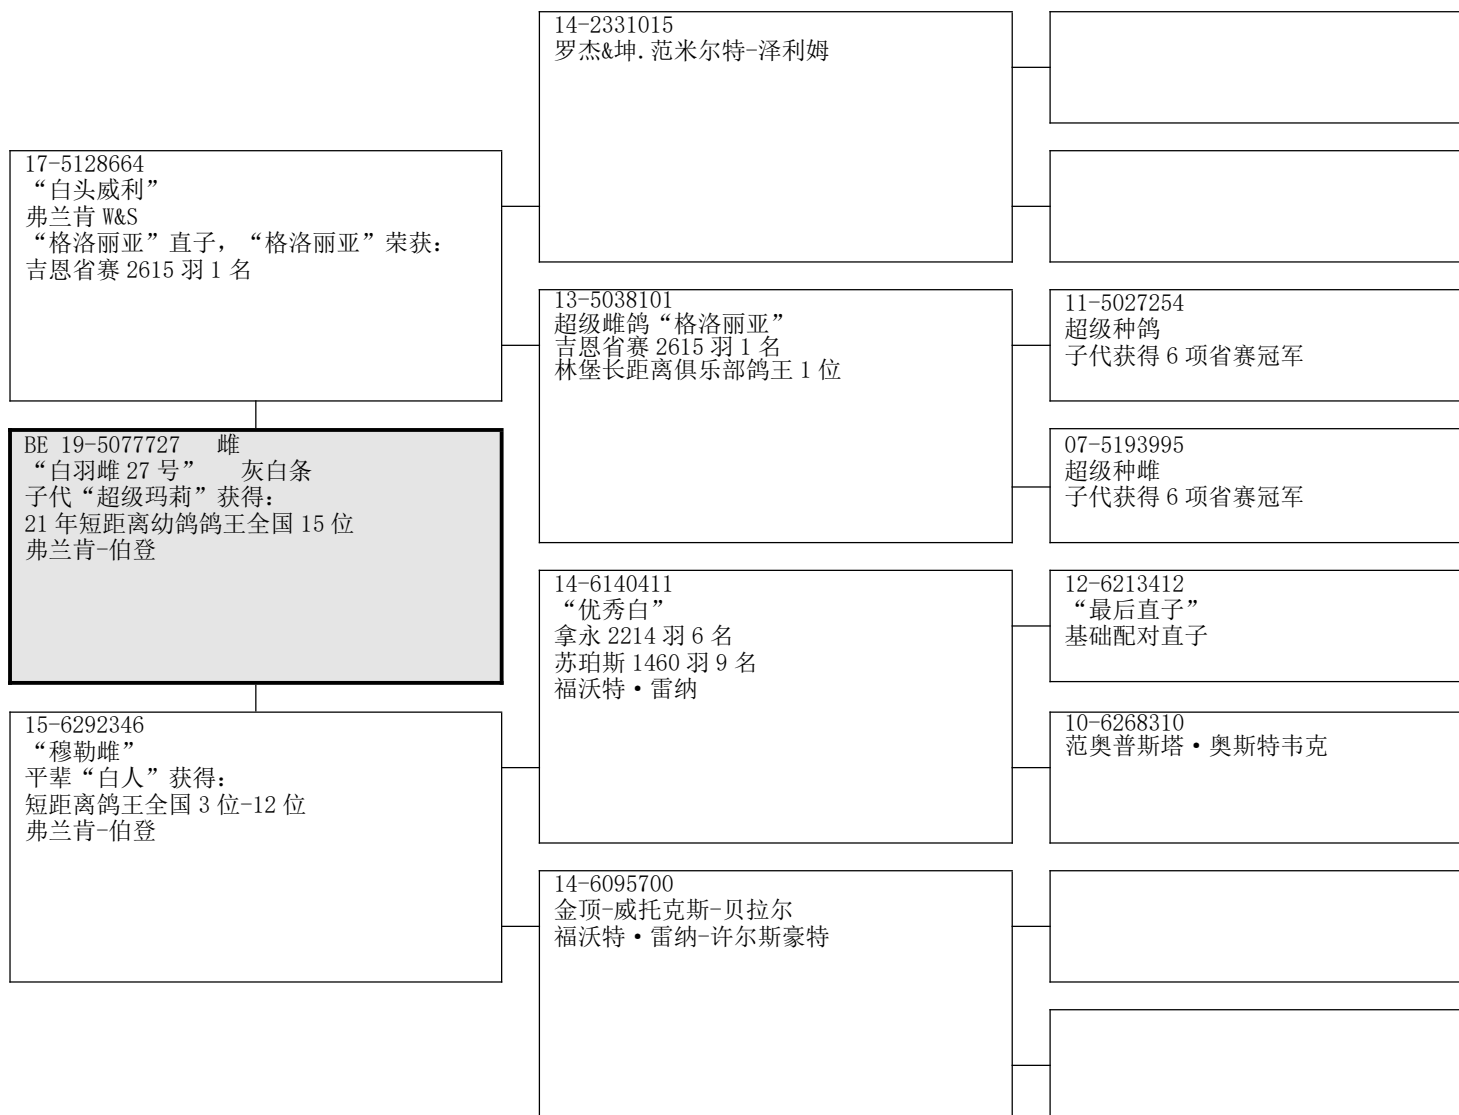 14-2331015
罗杰&坤.范米尔特-泽利姆
17-5128664
“白头威利”
弗兰肯 W&S
“格洛丽亚”直子，“格洛丽亚”荣获：
吉恩省赛 2615 羽 1 名
13-5038101
超级雌鸽“格洛丽亚”
吉恩省赛 2615 羽 1 名
林堡长距离俱乐部鸽王 1 位
11-5027254
超级种鸽
子代获得 6 项省赛冠军
07-5193995
超级种雌
子代获得 6 项省赛冠军
BE 19-5077727 雌
“白羽雌 27 号” 灰白条
子代“超级玛莉”获得：
21 年短距离幼鸽鸽王全国 15 位
弗兰肯-伯登
14-6140411
“优秀白”
拿永 2214 羽 6 名
苏珀斯 1460 羽 9 名
福沃特•雷纳
12-6213412
“最后直子”
基础配对直子
10-6268310
范奥普斯塔•奥斯特韦克
15-6292346
“穆勒雌”
平辈“白人”获得：
短距离鸽王全国 3 位-12 位
弗兰肯-伯登
14-6095700
金顶-威托克斯-贝拉尔
福沃特•雷纳-许尔斯豪特